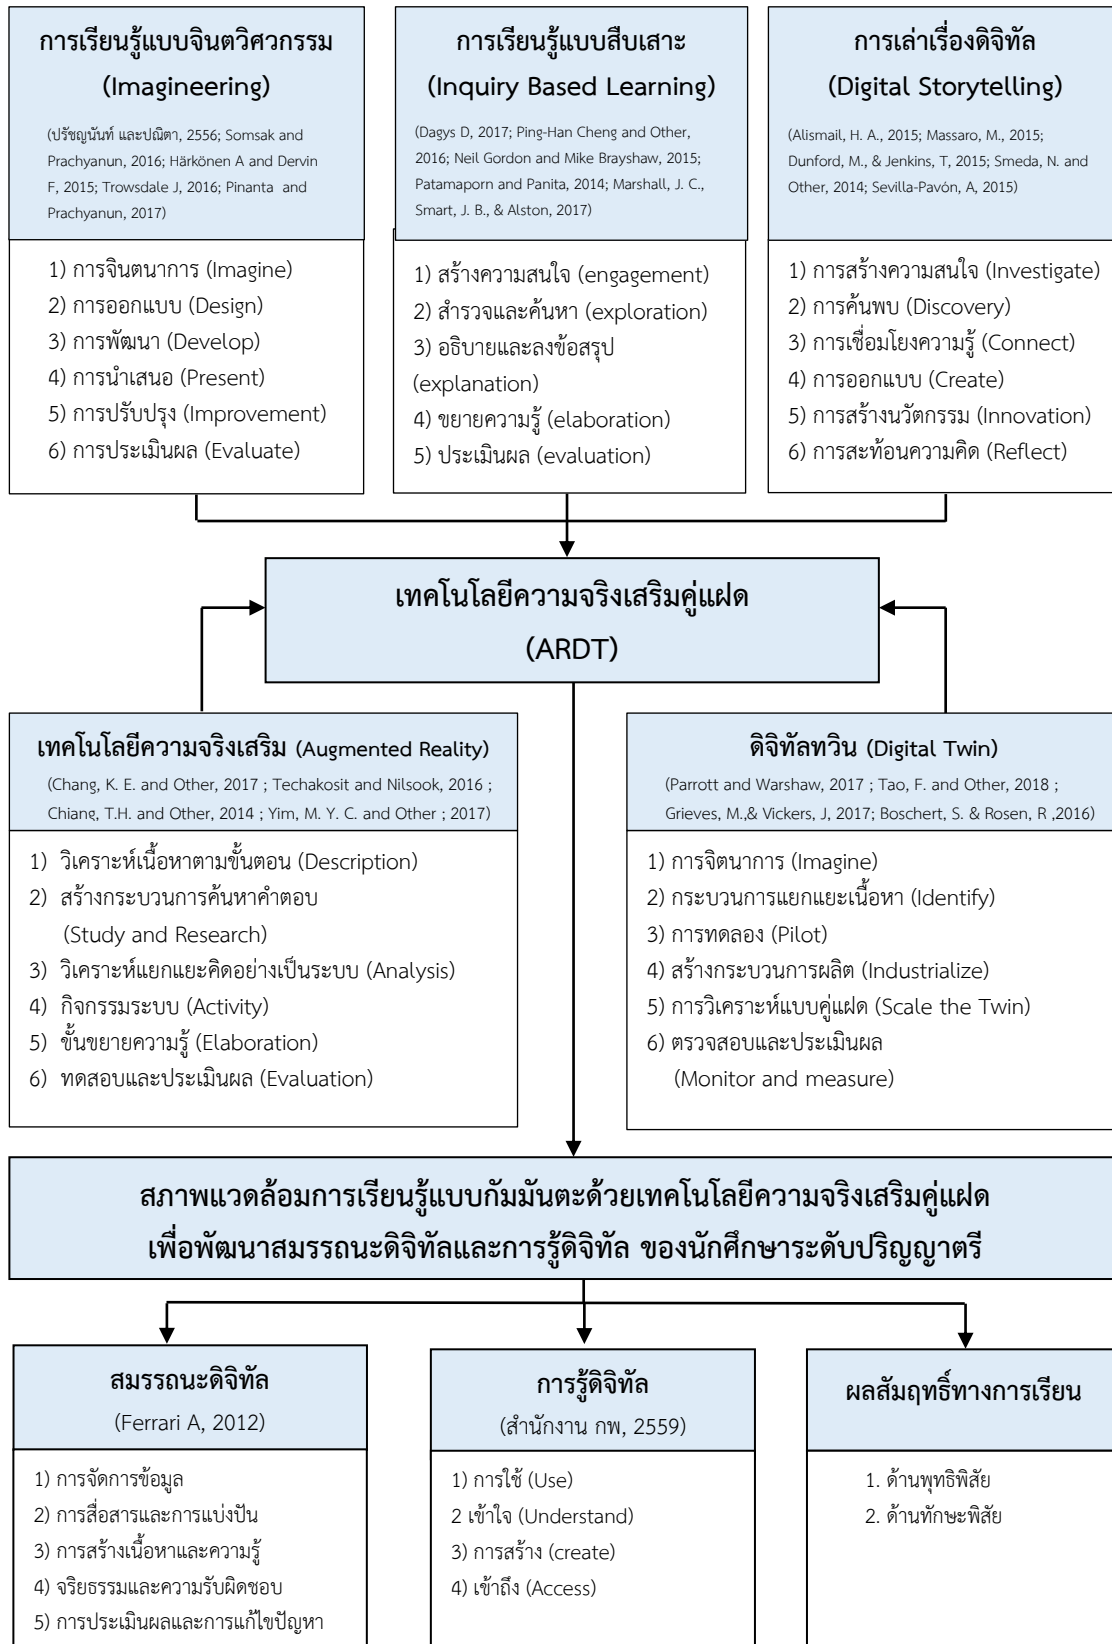 การเรียนรู้แบบจินตวิศวกรรม
(Imagineering)
(ปรัชญนันท์ และปณิตา, 2556; Somsak and
Prachyanun, 2016; Härkönen A and Dervin
F, 2015; Trowsdale J, 2016; Pinanta and
Prachyanun, 2017)
1) การจินตนาการ (Imagine)
2) การออกแบบ (Design)
3) การพัฒนา (Develop)
4) การนำเสนอ (Present)
5) การปรับปรุง (Improvement)
6) การประเมินผล (Evaluate)
การเรียนรู้แบบสืบเสาะ
(Inquiry Based Learning)
(Dagys D, 2017; Ping-Han Cheng and Other,
2016; Neil Gordon and Mike Brayshaw, 2015;
Patamaporn and Panita, 2014; Marshall, J. C.,
Smart, J. B., & Alston, 2017)
1) สร้างความสนใจ (engagement)
2) สำรวจและค้นหา (exploration)
3) อธิบายและลงข้อสรุป
(explanation)
4) ขยายความรู้ (elaboration)
5) ประเมินผล (evaluation)
การเล่าเรื่องดิจิทัล
(Digital Storytelling)
(Alismail, H. A., 2015; Massaro, M., 2015;
Dunford, M., & Jenkins, T, 2015; Smeda, N. and
Other, 2014; Sevilla-Pavón, A, 2015)
1) การสร้างความสนใจ (Investigate)
2) การค้นพบ (Discovery)
3) การเชื่อมโยงความรู้ (Connect)
4) การออกแบบ (Create)
5) การสร้างนวัตกรรม (Innovation)
6) การสะท้อนความคิด (Reflect)
เทคโนโลยีความจริงเสริมคู่แฝด
(ARDT)
เทคโนโลยีความจริงเสริม (Augmented Reality)
(Chang, K. E. and Other, 2017 ; Techakosit and Nilsook, 2016 ;
Chiang, T.H. and Other, 2014 ; Yim, M. Y. C. and Other ; 2017)
1) วิเคราะห์เนื้อหาตามขั้นตอน (Description)
2) สร้างกระบวนการค้นหาคำตอบ
(Study and Research)
3) วิเคราะห์แยกแยะคิดอย่างเป็นระบบ (Analysis)
4) กิจกรรมระบบ (Activity)
5) ขั้นขยายความรู้ (Elaboration)
6) ทดสอบและประเมินผล (Evaluation)
ดิจิทัลทวิน (Digital Twin)
(Parrott and Warshaw, 2017 ; Tao, F. and Other, 2018 ;
Grieves, M.,& Vickers, J, 2017; Boschert, S. & Rosen, R ,2016)
1) การจิตนาการ (Imagine)
2) กระบวนการแยกแยะเนื้อหา (Identify)
3) การทดลอง (Pilot)
4) สร้างกระบวนการผลิต (Industrialize)
5) การวิเคราะห์แบบคู่แฝด (Scale the Twin)
6) ตรวจสอบและประเมินผล
(Monitor and measure)
สภาพแวดล้อมการเรียนรู้แบบกัมมันตะด้วยเทคโนโลยีความจริงเสริมคู่แฝด
เพื่อพัฒนาสมรรถนะดิจิทัลและการรู้ดิจิทัล ของนักศึกษาระดับปริญญาตรี
สมรรถนะดิจิทัล
(Ferrari A, 2012)
1) การจัดการข้อมูล
2) การสื่อสารและการแบ่งปัน
3) การสร้างเนื้อหาและความรู้
4) จริยธรรมและความรับผิดชอบ
5) การประเมินผลและการแก้ไขปัญหา
การรู้ดิจิทัล
(สำนักงาน กพ, 2559)
1) การใช้ (Use)
2 เข้าใจ (Understand)
3) การสร้าง (create)
4) เข้าถึง (Access)
ผลสัมฤทธิ์ทางการเรียน
1. ด้านพุทธิพิสัย
2. ด้านทักษะพิสัย